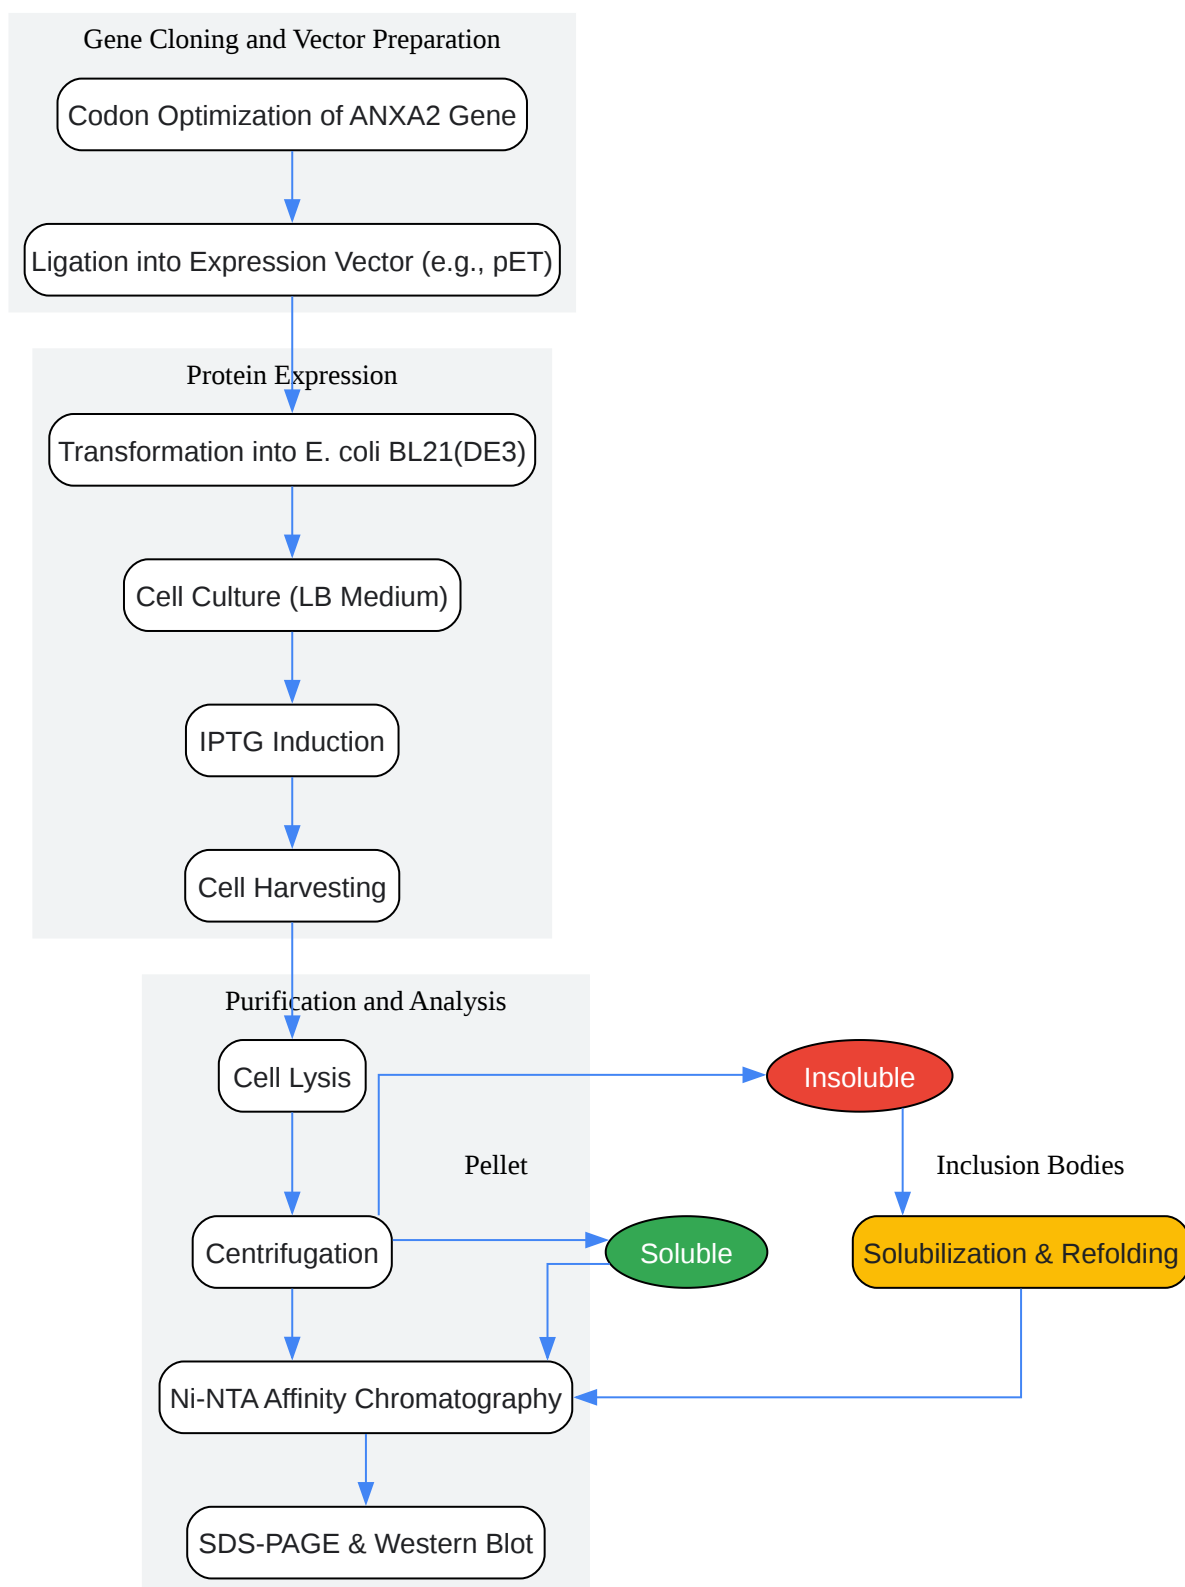 Gene Cloning and Vector Preparation
Codon Optimization of ANXA2 Gene
Ligation into Expression Vector (e.g., pET)
Protein Expression
Transformation into E. coli BL21(DE3)
Cell Culture (LB Medium)
IPTG Induction
Cell Harvesting
Purification and Analysis
Cell Lysis
Insoluble
Pellet
Inclusion Bodies
Centrifugation
Soluble
Solubilization & Refolding
Ni-NTA Affinity Chromatography
SDS-PAGE & Western Blot